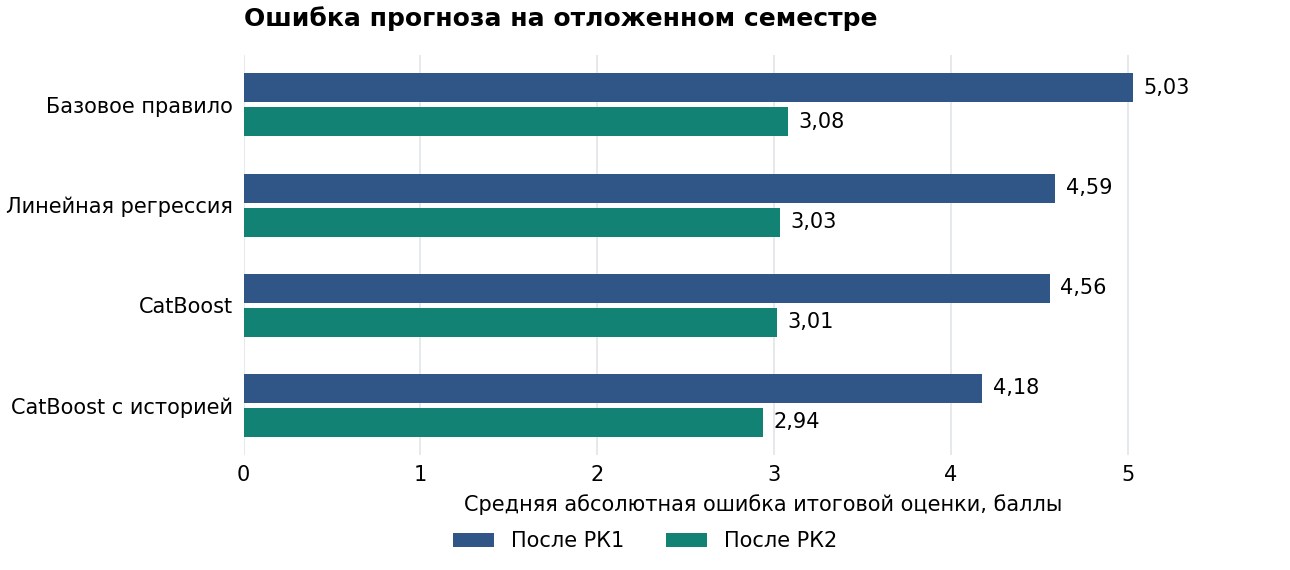 Ошибка прогноза на отложенном семестре
Базовое правило
5,03
3,08
Линейная регрессия
4,59
3,03
CatBoost
4,56
3,01
CatBoost с историей
4,18
2,94
0 1 2 3 4 5
Средняя абсолютная ошибка итоговой оценки, баллы
После РК1 После РК2